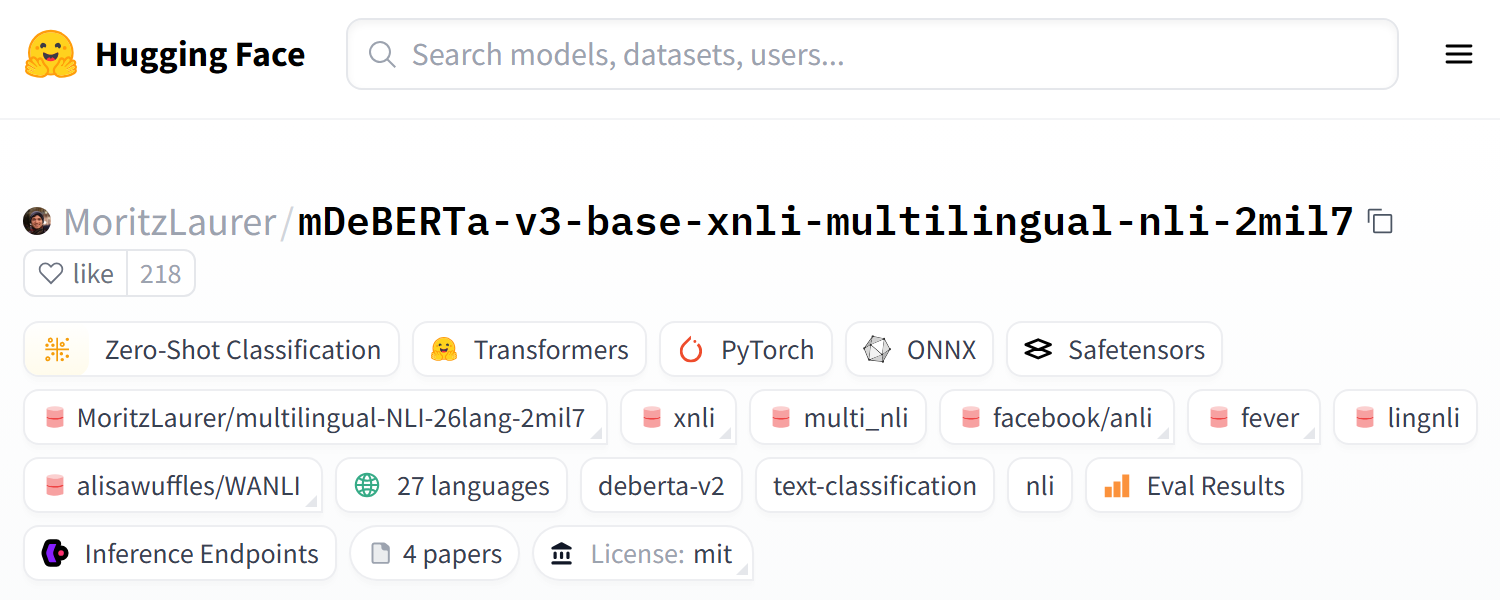 Hugging Face Search models, datasets, users...
MoritzLaurer/mDeBERTa-v3-base-xnli-multilingual-nli-2mil7
like 218
Zero-Shot Classification Transformers PyTorch ONNX Safetensors
MoritzLaurer/multilingual-NLI-26lang-2mil7 xnli multi_nli facebook/anli fever lingnli
alisawuffles/WANLI 27 languages deberta-v2 text-classification nli Eval Results
Inference Endpoints 4 papers License: mit